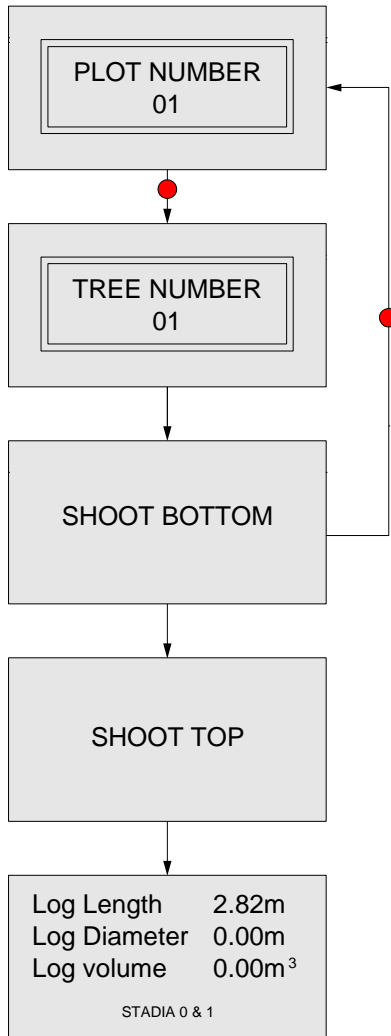 PLOT NUMBER
01
TREE NUMBER
01
SHOOT BOTTOM
SHOOT TOP
Log Length 2.82m
Log Diameter 0.00m
Log volume 0.00m³
STADIA 0 & 1